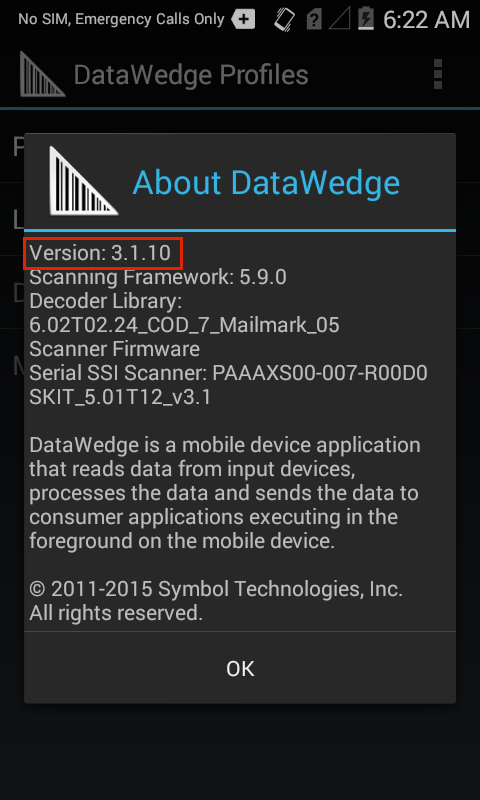 No SIM, Emergency Calls Only
6:22 AM
DataWedge Profiles
P
About DataWedge
L
Version: 3.1.10
Scanning Framework: 5.9.0
D
Decoder Library:
6.02T02.24_COD_7_Mailmark_05
Scanner Firmware
M
Serial SSI Scanner: PAAAXS00-007-R00D0
SKIT_5.01T12_v3.1
DataWedge is a mobile device application
that reads data from input devices,
processes the data and sends the data to
consumer applications executing in the
foreground on the mobile device.
© 2011-2015 Symbol Technologies, Inc.
All rights reserved.
OK